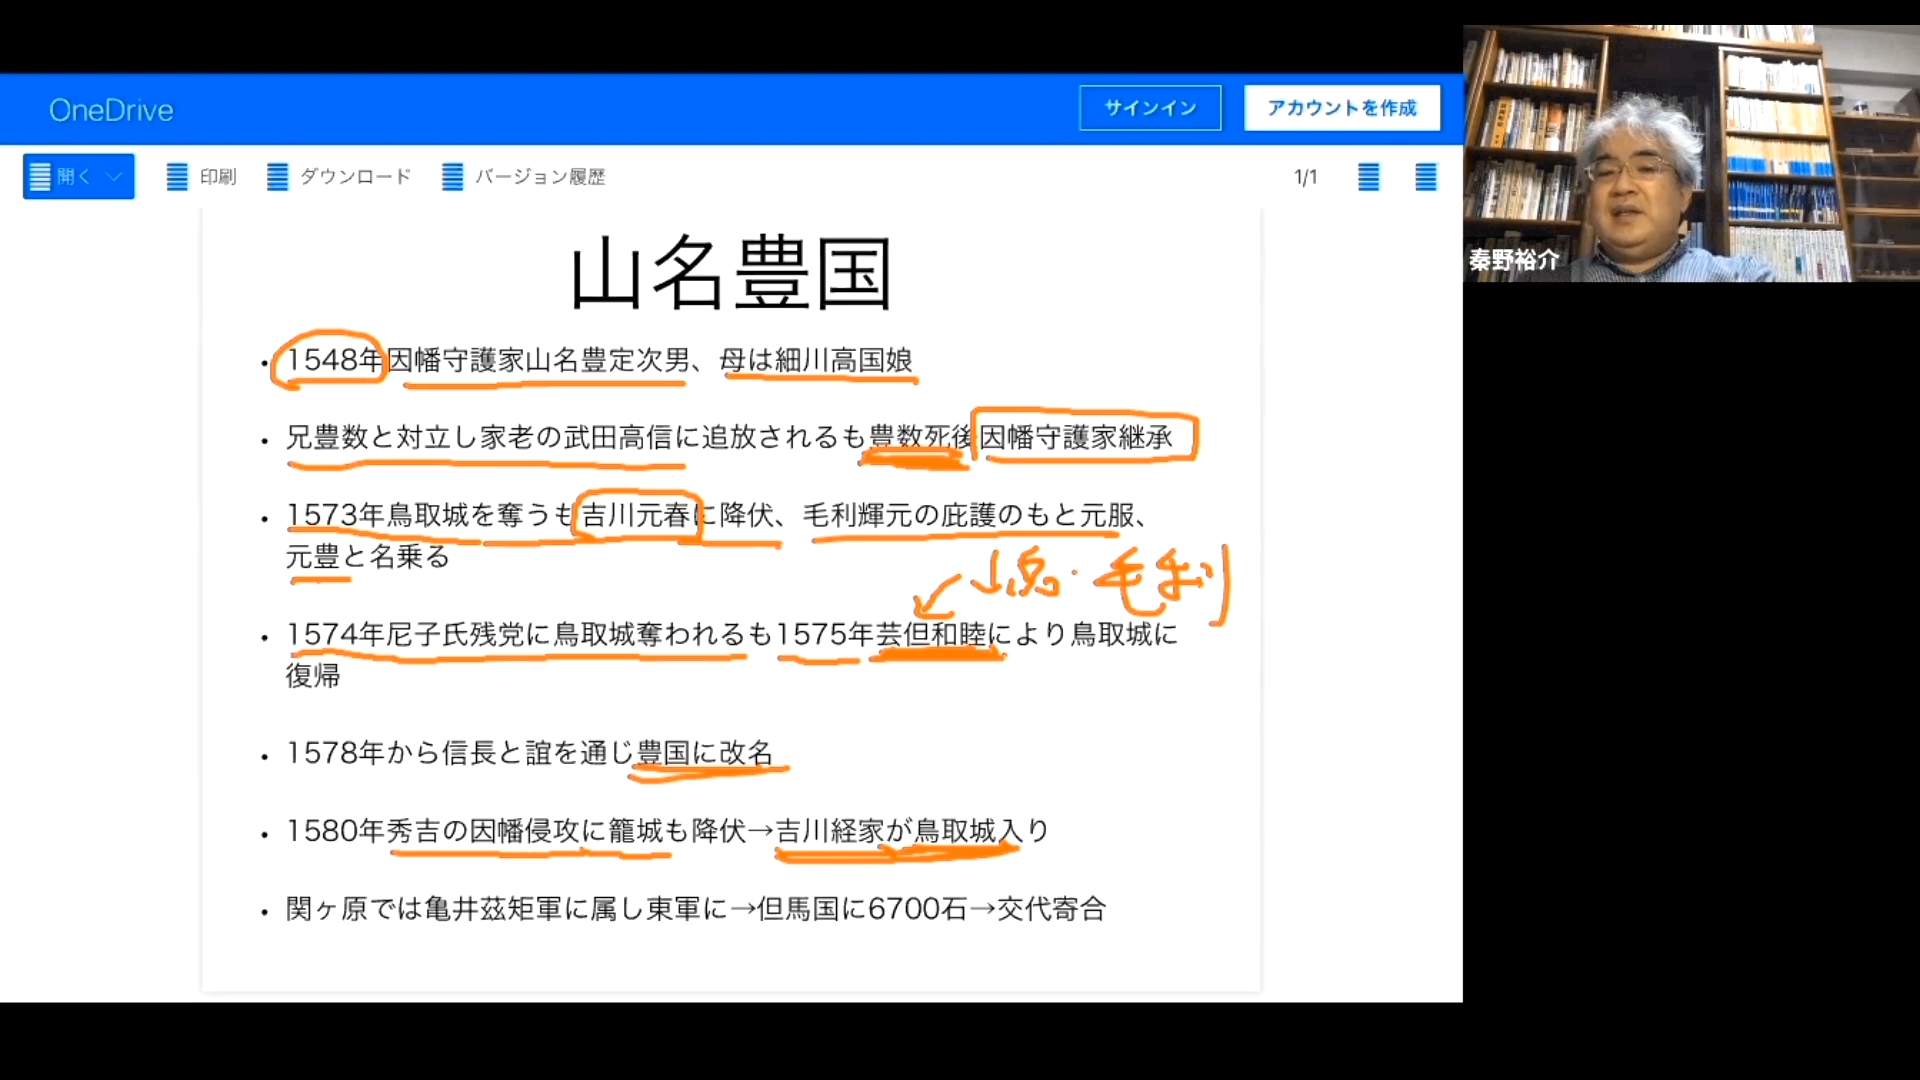 OneDrive
サインイン
アカウントを作成
開く
印刷
ダウンロード
バージョン履歴
1/1
秦野裕介
山名豊国
・1548年因幡守護家山名豊定次男、母は細川高国娘
・兄豊数と対立し家老の武田高信に追放されるも豊数死後因幡守護家継承
・1573年鳥取城を奪うも吉川元春に降伏、毛利輝元の庇護のもと元服、
元豊と名乗る
・毛利
・1574年尼子氏残党に鳥取城奪われるも1575年芸但和睦により鳥取城に
復帰
・1578年から信長と誼を通じ豊国に改名
・1580年秀吉の因幡侵攻に籠城も降伏→吉川経家が鳥取城入り
・関ヶ原では亀井茲矩軍に属し東軍に→但馬国に6700石→交代寄合